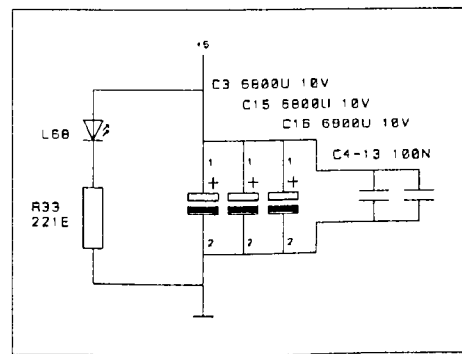 +5
C3 6800U 10V
C15 6800U 10V
C16 6800U 10V
L68
C4-13 100N
1 + 1 + 1 +
R33
221E
2 2 2